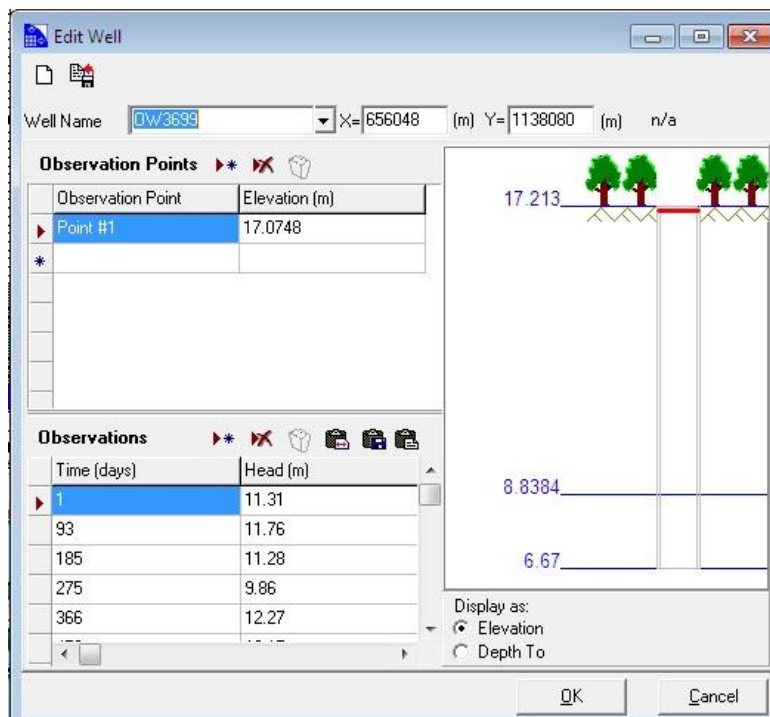 Edit Well
Well Name OW3699 X= 656048 (m) Y= 1138080 (m) n/a
Observation Points
Observation Point Elevation (m)
Point #1 17.0748
17.213
8.8384
6.67
Observations
Time (days) Head (m)
1 11.31
93 11.76
185 11.28
275 9.86
366 12.27
Display as:
Elevation
Depth To
OK Cancel